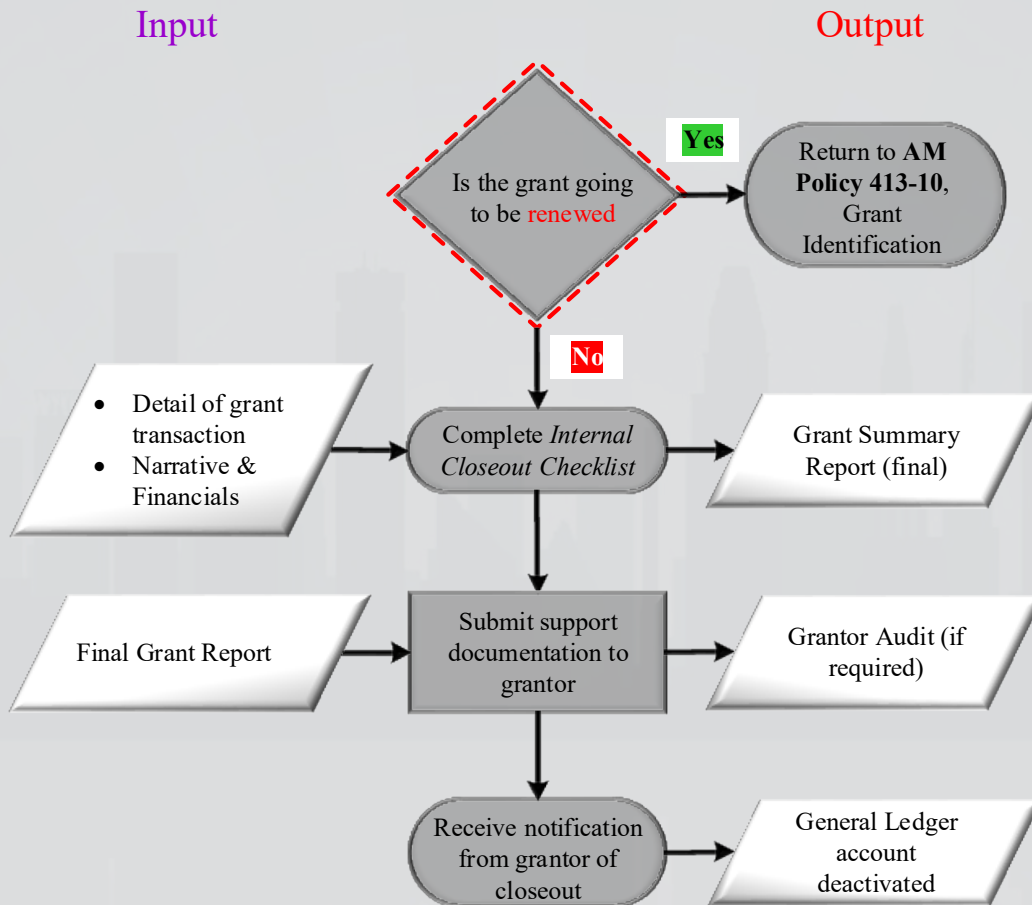 Input
Output
Is the grant going
to be renewed
Yes
Return to AM
Policy 413-10,
Grant
Identification
No
• Detail of grant
transaction
• Narrative &
Financials
Complete Internal
Closeout Checklist
Grant Summary
Report (final)
Final Grant Report
Submit support
documentation to
grantor
Grantor Audit (if
required)
Receive notification
from grantor of
closeout
General Ledger
account
deactivated